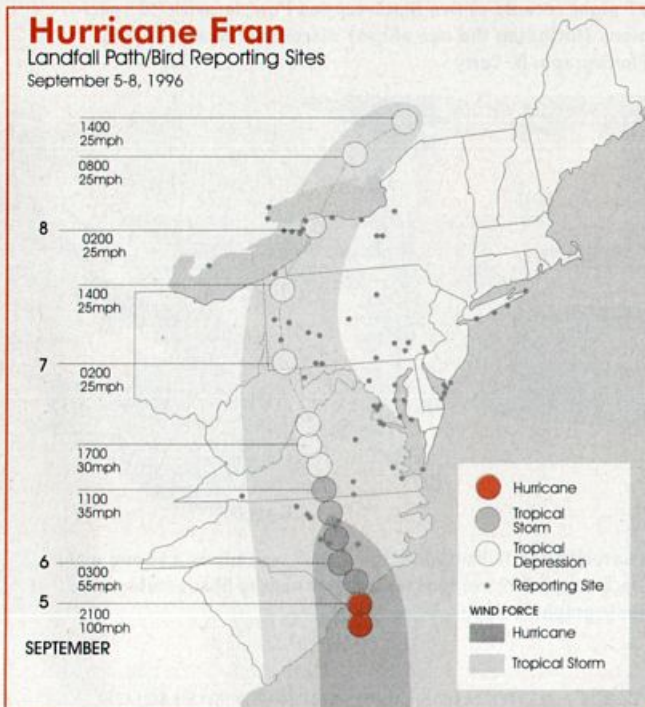 Hurricane Fran
Landfall Path/Bird Reporting Sites
September 5-8, 1996
1400
25mph
0800
25mph
8
0200
25mph
1400
25mph
7
0200
25mph
1700
30mph
1100
35mph
6
0300
55mph
5
2100
100mph
SEPTEMBER
Hurricane
Tropical
Storm
Tropical
Depression
Reporting Site
WIND FORCE
Hurricane
Tropical Storm